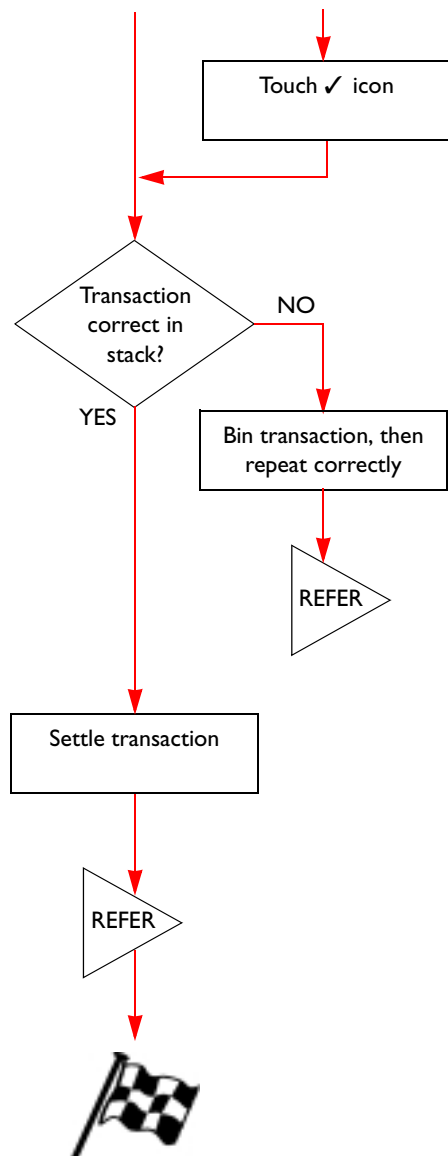 Touch ✓ icon
Transaction
correct in
stack?
NO
YES
Bin transaction, then
repeat correctly
REFER
Settle transaction
REFER